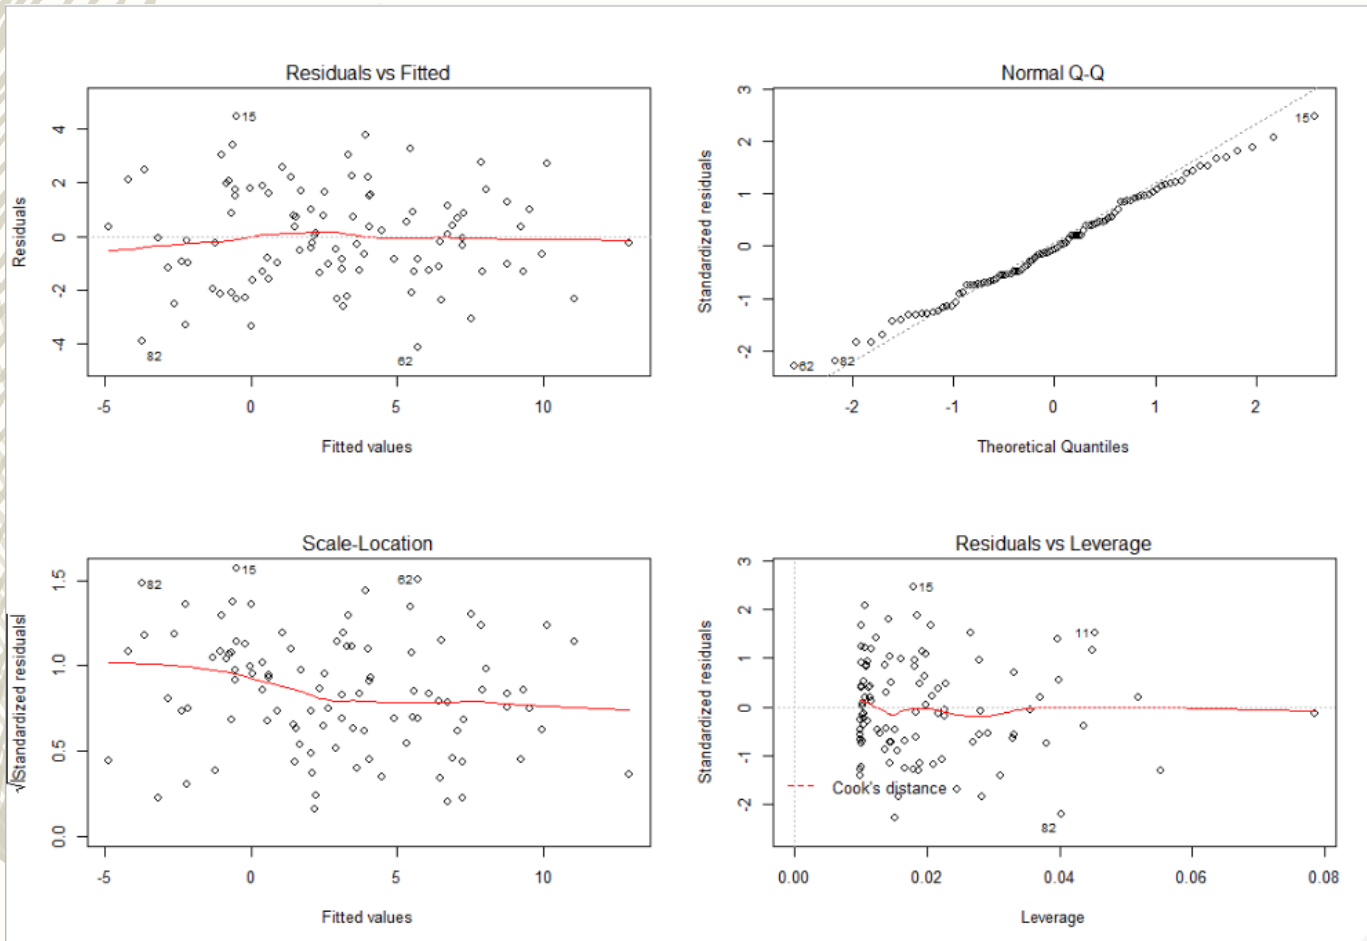 Residuals vs Fitted
Residuals
4
2
0
-2
-4
15
82
62
-5 0 5 10
Fitted values
Normal Q-Q
Standardized residuals
3
2
1
0
-1
-2
15
62
82
-2 -1 0 1 2
Theoretical Quantiles
Scale-Location
√|Standardized residuals|
1.5
1.0
0.5
0.0
82
15
62
-5 0 5 10
Fitted values
Residuals vs Leverage
Standardized residuals
3
2
1
0
-1
-2
15
11
Cook's distance
82
0.00 0.02 0.04 0.06 0.08
Leverage